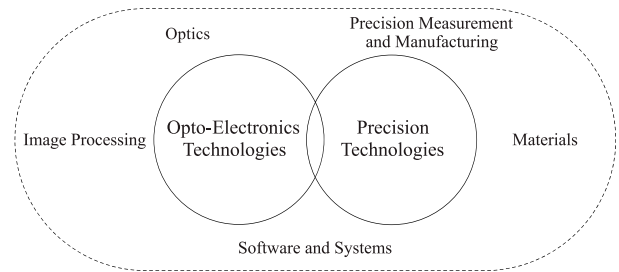 Optics
Precision Measurement
and Manufacturing
Image Processing
Opto-Electronics
Technologies
Precision
Technologies
Materials
Software and Systems